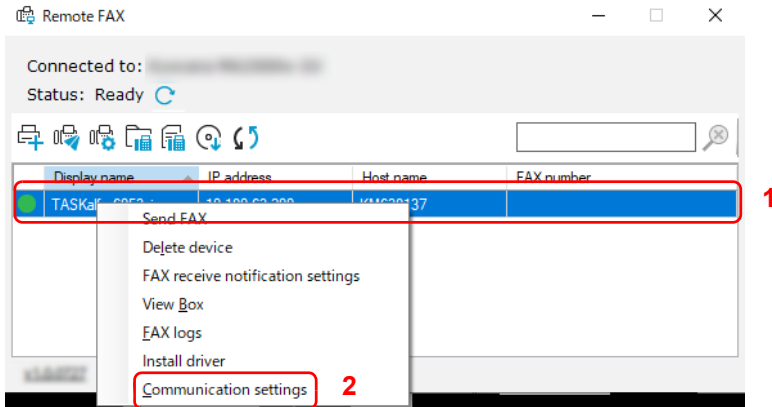 Remote FAX
Connected to:
Status: Ready
Display name IP address Host name FAX number
1
Send FAX
Delete device
FAX receive notification settings
View Box
FAX logs
Install driver
Communication settings 2